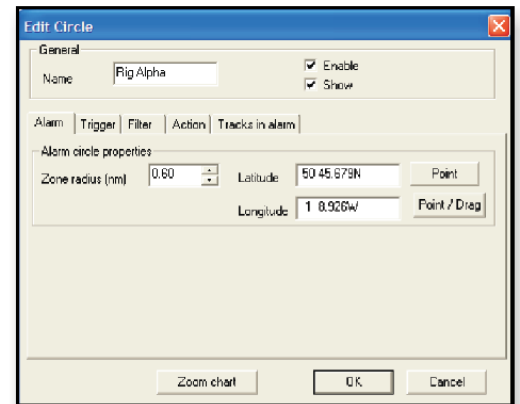 Edit Circle
General
Name Rig Alpha
Enable
Show
Alarm Trigger Filter Action Tracks in alarm
Alarm circle properties
Zone radius (nm) 0.60 Latitude 50 45.679N Point
Longitude 1 8.926W Point / Drag
Zoom chart OK Cancel